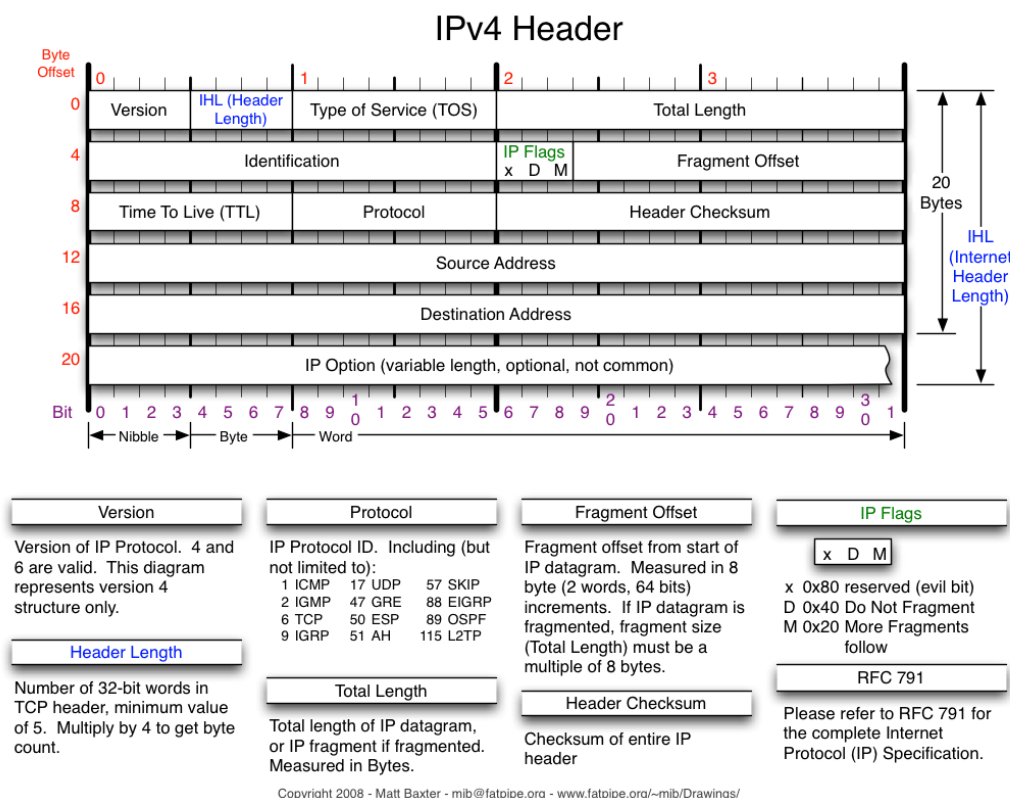 IPv4 Header
Byte
Offset
0 1 2 3
0 Version IHL (Header Length) Type of Service (TOS) Total Length
4 Identification IP Flags x D M Fragment Offset
8 Time To Live (TTL) Protocol Header Checksum
12 Source Address
16 Destination Address
20 IP Option (variable length, optional, not common)
20
Bytes
IHL
(Internet
Header
Length)
Bit 0 1 2 3 4 5 6 7 8 9 10 1 2 3 4 5 6 7 8 9 20 1 2 3 4 5 6 7 8 9 30 1
Nibble Byte Word
Version
Version of IP Protocol. 4 and
6 are valid. This diagram
represents version 4
structure only.
Header Length
Number of 32-bit words in
TCP header, minimum value
of 5. Multiply by 4 to get byte
count.
Protocol
IP Protocol ID. Including (but
not limited to):
1 ICMP 17 UDP 57 SKIP
2 IGMP 47 GRE 88 EIGRP
6 TCP 50 ESP 89 OSPF
9 IGRP 51 AH 115 L2TP
Total Length
Total length of IP datagram,
or IP fragment if fragmented.
Measured in Bytes.
Fragment Offset
Fragment offset from start of
IP datagram. Measured in 8
byte (2 words, 64 bits)
increments. If IP datagram is
fragmented, fragment size
(Total Length) must be a
multiple of 8 bytes.
Header Checksum
Checksum of entire IP
header
IP Flags
x D M
x 0x80 reserved (evil bit)
D 0x40 Do Not Fragment
M 0x20 More Fragments
follow
RFC 791
Please refer to RFC 791 for
the complete Internet
Protocol (IP) Specification.
Copyright 2008 - Matt Baxter - mjb@fatpipe.org - www.fatpipe.org/~mjb/Drawings/